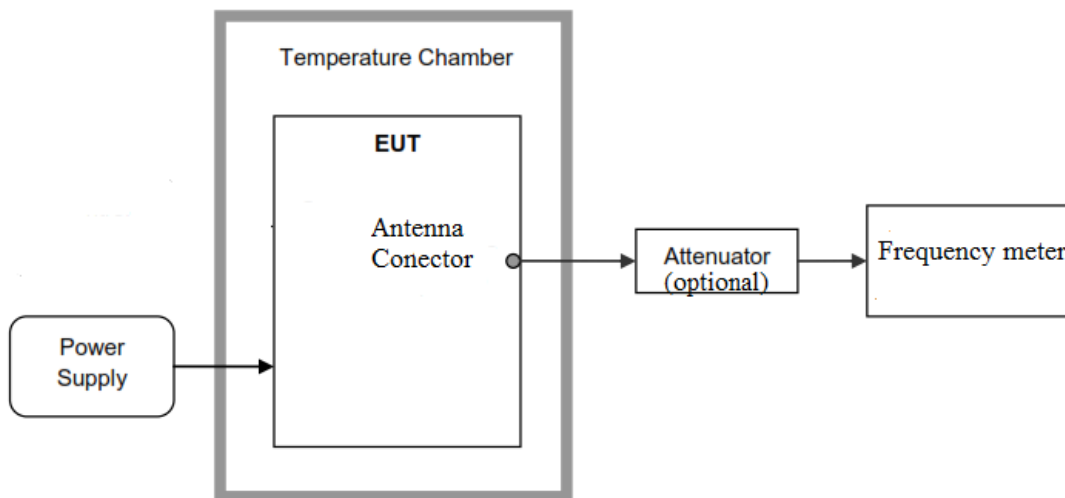 Temperature Chamber
EUT
Antenna
Conector
Attenuator
(optional)
Frequency meter
Power
Supply